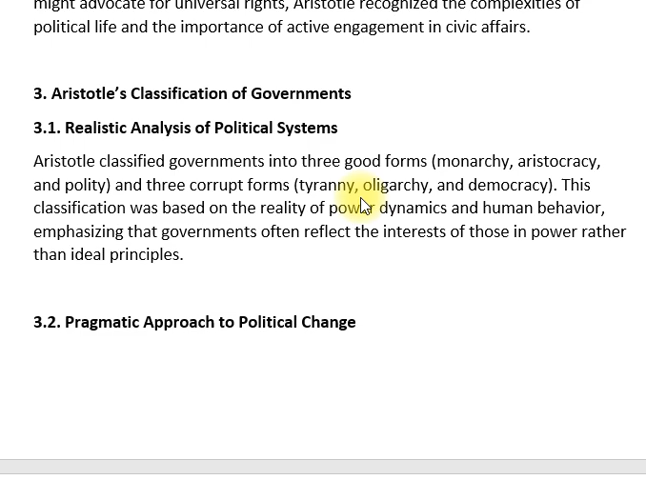 might advocate for universal rights, Aristotle recognized the complexities of
political life and the importance of active engagement in civic affairs.
3. Aristotle’s Classification of Governments
3.1. Realistic Analysis of Political Systems
Aristotle classified governments into three good forms (monarchy, aristocracy,
and polity) and three corrupt forms (tyranny, oligarchy, and democracy). This
classification was based on the reality of power dynamics and human behavior,
emphasizing that governments often reflect the interests of those in power rather
than ideal principles.
3.2. Pragmatic Approach to Political Change